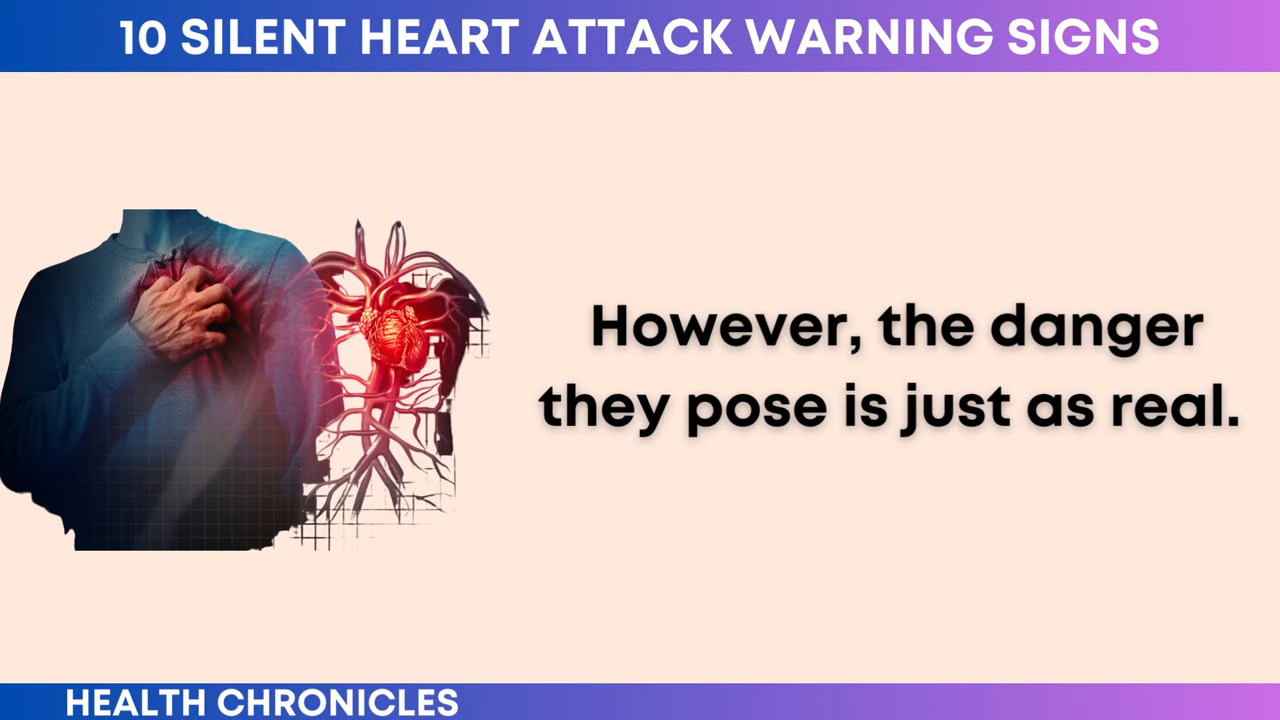 10 SILENT HEART ATTACK WARNING SIGNS
However, the danger
they pose is just as real.
HEALTH CHRONICLES